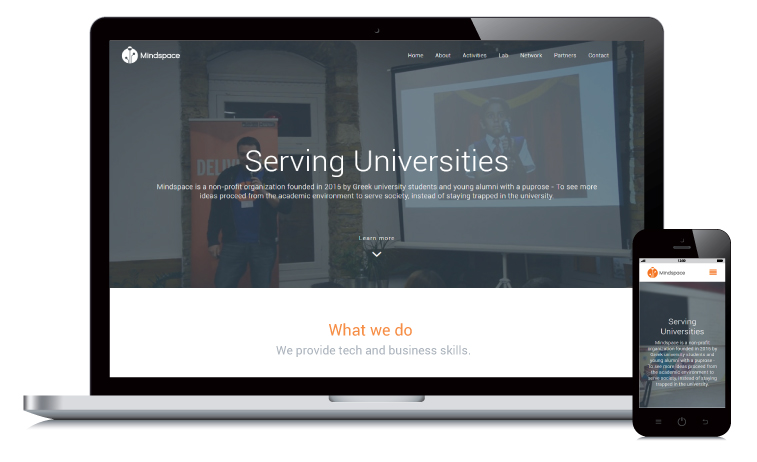 Mindspace
Home About Activities Lab Network Partners Contact
Serving Universities
Mindspace is a non-profit organization founded in 2016 by Greek university students and young alumni with a puprose - To see more
ideas proceed from the academic environment to serve society, instead of staying trapped in the university.
Learn more
What we do
We provide tech and business skills.
12:00
Mindspace
Serving
Universities
Mindspace is a non-profit
organization founded in 2016 by
Greek university students and
young alumni with a puprose -
To see more ideas proceed from
the academic environment to
serve society, instead of staying
trapped in the university.